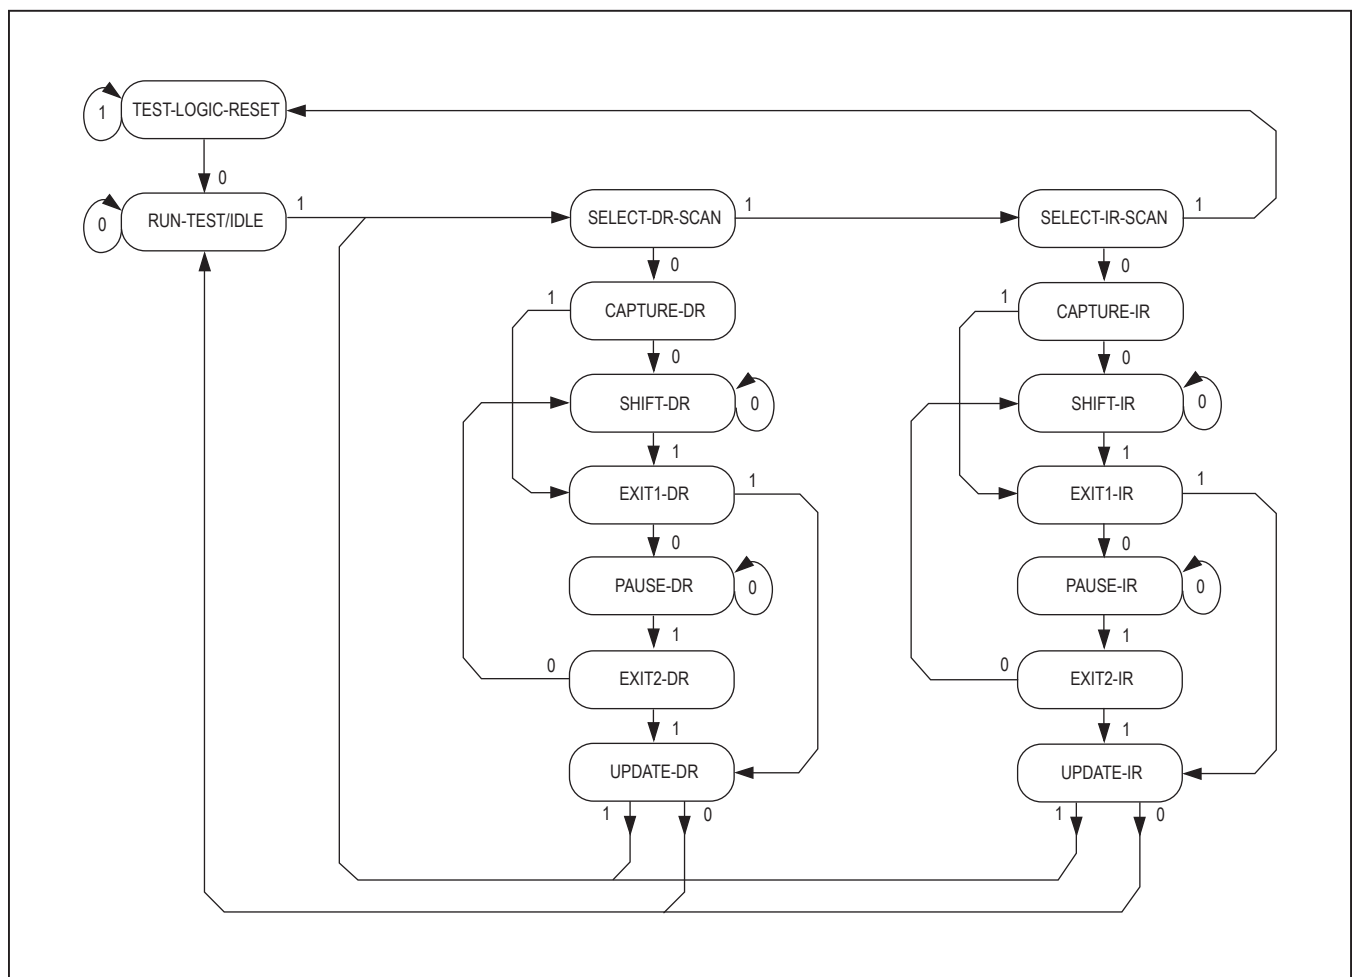 TEST-LOGIC-RESET
1
0
RUN-TEST/IDLE
0
1
SELECT-DR-SCAN
1
SELECT-IR-SCAN
1
0
0
1
CAPTURE-DR
1
CAPTURE-IR
0
0
SHIFT-DR
0
SHIFT-IR
0
1
1
EXIT1-DR
1
EXIT1-IR
1
0
0
PAUSE-DR
0
PAUSE-IR
0
1
1
0
EXIT2-DR
0
EXIT2-IR
1
1
UPDATE-DR
UPDATE-IR
1
0
1
0